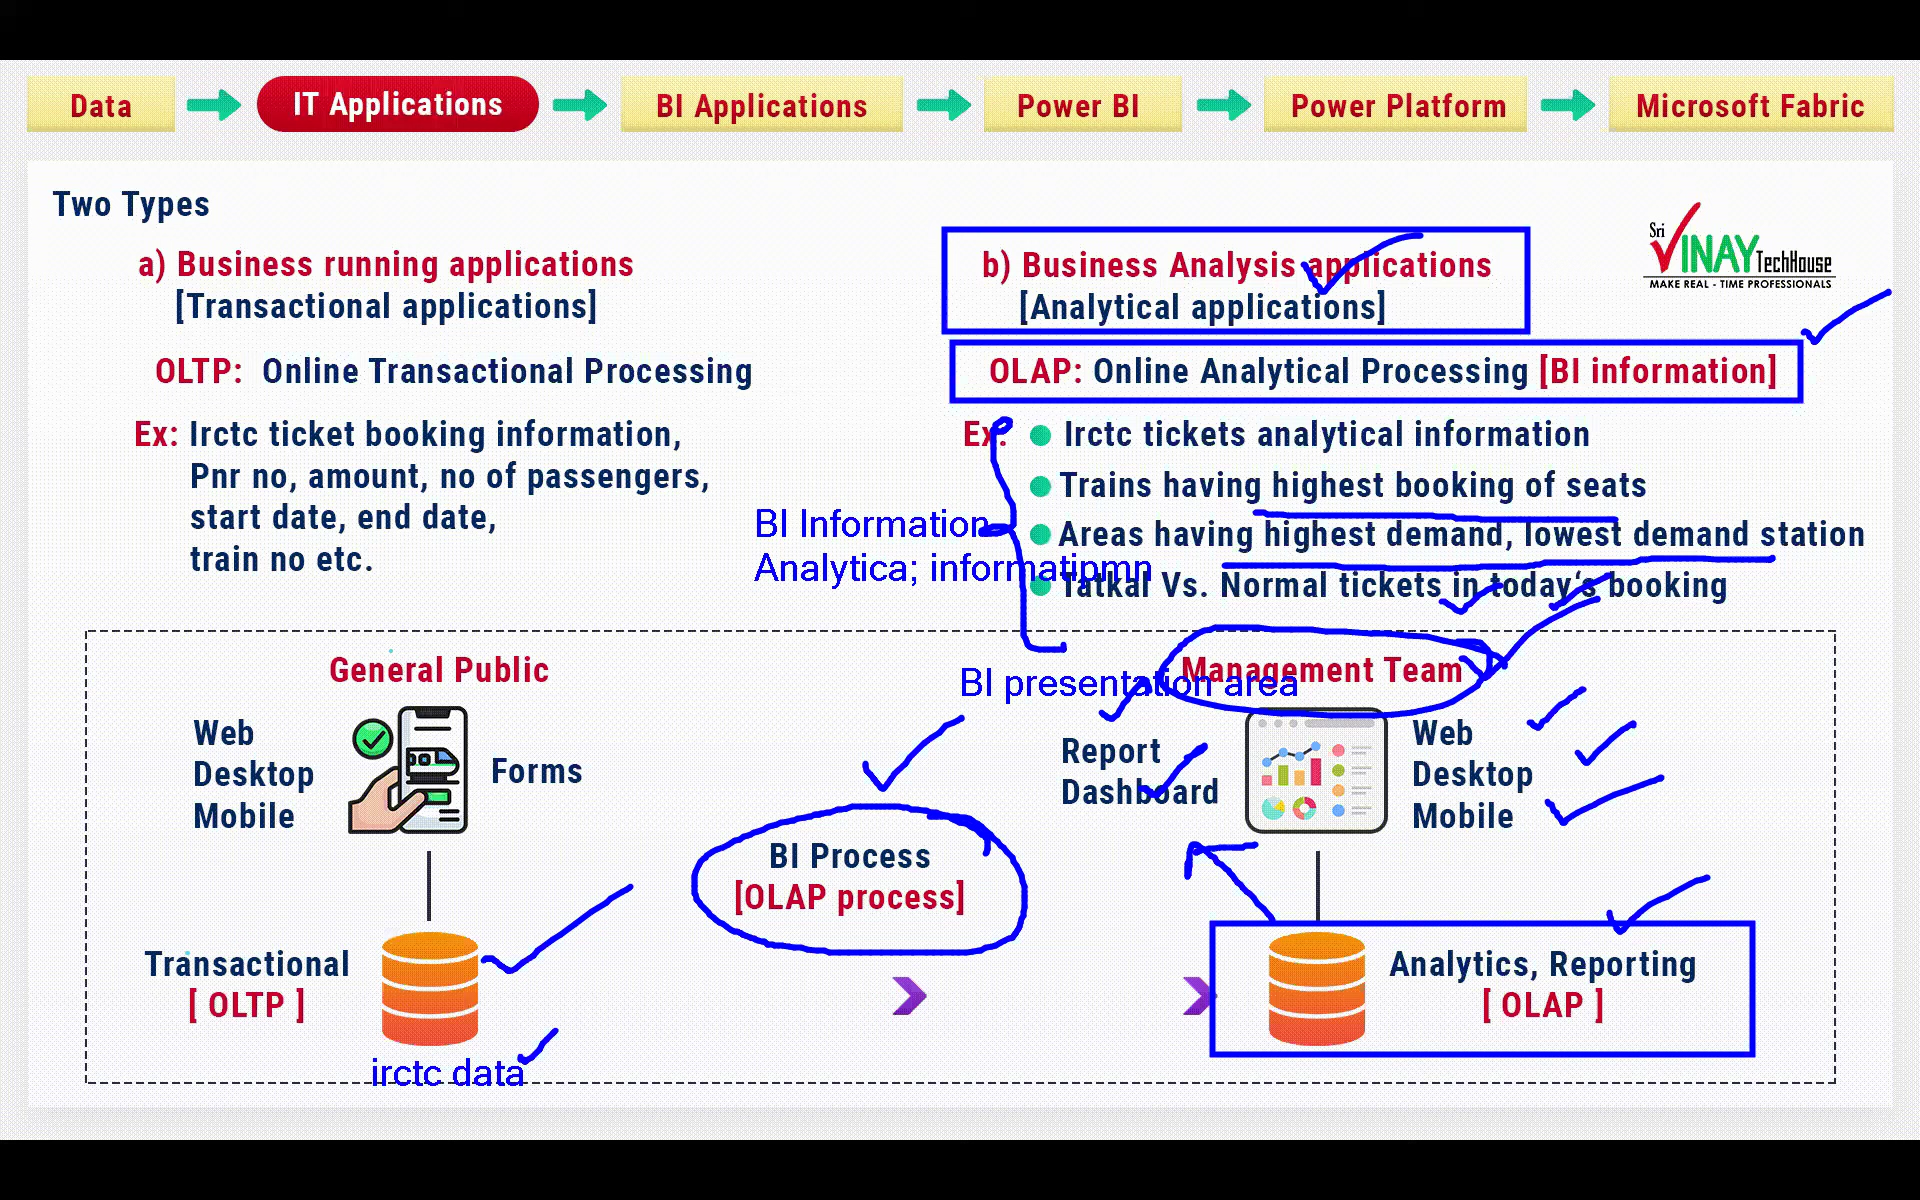 Data
IT Applications
BI Applications
Power BI
Power Platform
Microsoft Fabric
Two Types
a) Business running applications
[Transactional applications]
OLTP: Online Transactional Processing
Ex: Irctc ticket booking information,
Pnr no, amount, no of passengers,
start date, end date,
train no etc.
b) Business Analysis applications
[Analytical applications]
Sri VINAY TechHouse
MAKE REAL - TIME PROFESSIONALS
OLAP: Online Analytical Processing [BI information]
Ex: Irctc tickets analytical information
Trains having highest booking of seats
Areas having highest demand, lowest demand station
Tatkal Vs. Normal tickets in today's booking
BI Information
Analytica; informatipmn
General Public
Web
Desktop
Mobile
Forms
Transactional
[ OLTP ]
irctc data
BI Process
[OLAP process]
BI presentation area
Management Team
Report
Dashboard
Web
Desktop
Mobile
Analytics, Reporting
[ OLAP ]